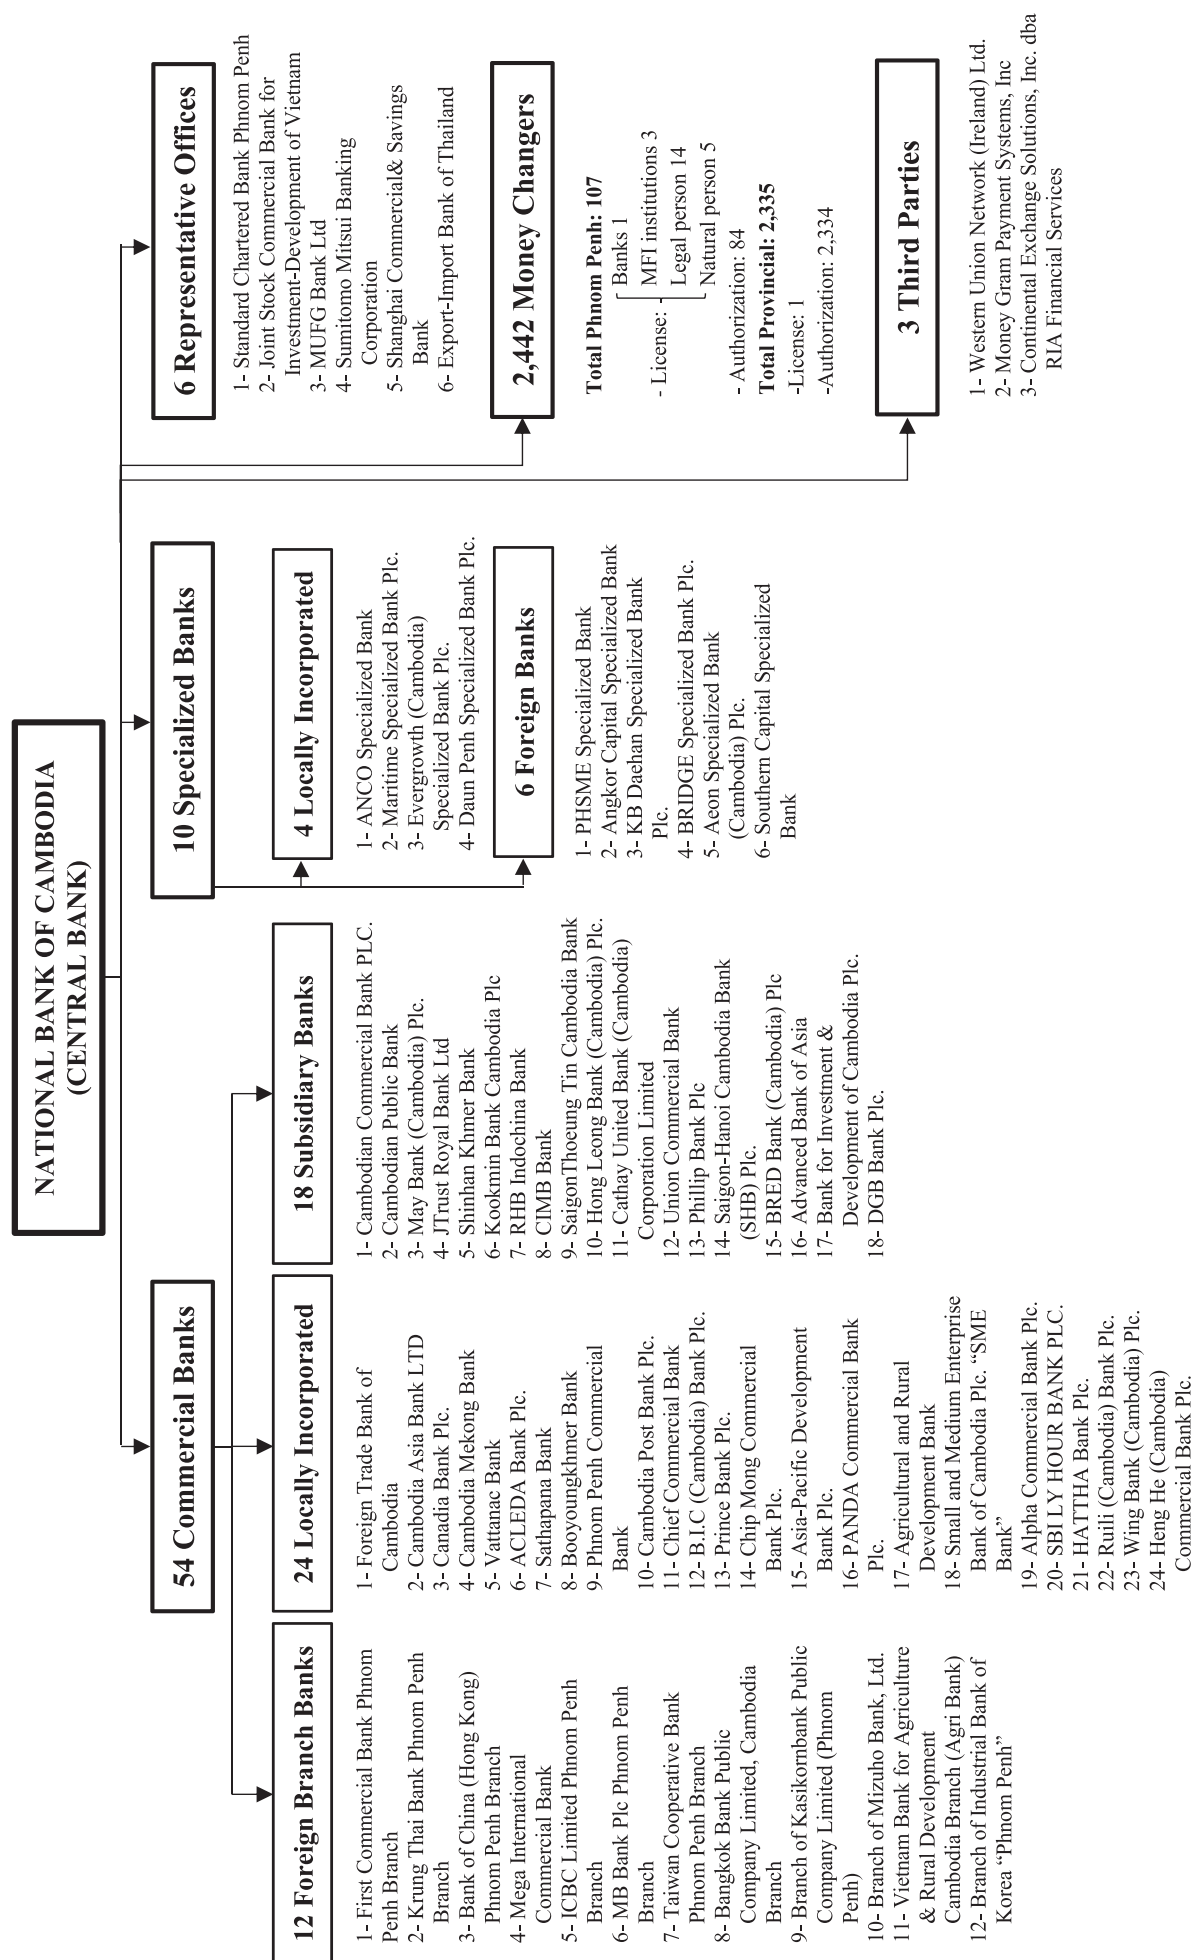 NATIONAL BANK OF CAMBODIA
(CENTRAL BANK)
54 Commercial Banks
12 Foreign Branch Banks
1- First Commercial Bank Phnom
Penh Branch
2- Krung Thai Bank Phnom Penh
Branch
3- Bank of China (Hong Kong)
Phnom Penh Branch
4- Mega International
Commercial Bank
5- ICBC Limited Phnom Penh
Branch
6- MB Bank Plc Phnom Penh
Branch
7- Taiwan Cooperative Bank
Phnom Penh Branch
8- Bangkok Bank Public
Company Limited, Cambodia
Branch
9- Branch of Kasikornbank Public
Company Limited (Phnom
Penh)
10- Branch of Mizuho Bank, Ltd.
11- Vietnam Bank for Agriculture
& Rural Development
Cambodia Branch (Agri Bank)
12- Branch of Industrial Bank of
Korea “Phnom Penh”
24 Locally Incorporated
1- Foreign Trade Bank of
Cambodia
2- Cambodia Asia Bank LTD
3- Canadia Bank Plc.
4- Cambodia Mekong Bank
5- Vattanac Bank
6- ACLEDA Bank Plc.
7- Sathapana Bank
8- Booyoungkhmer Bank
9- Phnom Penh Commercial
Bank
10- Cambodia Post Bank Plc.
11- Chief Commercial Bank
12- B.I.C (Cambodia) Bank Plc.
13- Prince Bank Plc.
14- Chip Mong Commercial
Bank Plc.
15- Asia-Pacific Development
Bank Plc.
16- PANDA Commercial Bank
Plc.
17- Agricultural and Rural
Development Bank
18- Small and Medium Enterprise
Bank of Cambodia Plc. “SME
Bank”
19- Alpha Commercial Bank Plc.
20- SBI LY HOUR BANK PLC.
21- HATTHA Bank Plc.
22- Ruili (Cambodia) Bank Plc.
23- Wing Bank (Cambodia) Plc.
24- Heng He (Cambodia)
Commercial Bank Plc.
18 Subsidiary Banks
1- Cambodian Commercial Bank PLC.
2- Cambodian Public Bank
3- May Bank (Cambodia) Plc.
4- JTrust Royal Bank Ltd
5- Shinhan Khmer Bank
6- Kookmin Bank Cambodia Plc
7- RHB Indochina Bank
8- CIMB Bank
9- SaigonThoeung Tin Cambodia Bank
10- Hong Leong Bank (Cambodia) Plc.
11- Cathay United Bank (Cambodia)
Corporation Limited
12- Union Commercial Bank
13- Phillip Bank Plc
14- Saigon-Hanoi Cambodia Bank
(SHB) Plc.
15- BRED Bank (Cambodia) Plc
16- Advanced Bank of Asia
17- Bank for Investment &
Development of Cambodia Plc.
18- DGB Bank Plc.
10 Specialized Banks
4 Locally Incorporated
1- ANCO Specialized Bank
2- Maritime Specialized Bank Plc.
3- Evergrowth (Cambodia)
Specialized Bank Plc.
4- Daun Penh Specialized Bank Plc.
6 Foreign Banks
1- PHSME Specialized Bank
2- Angkor Capital Specialized Bank
3- KB Daehan Specialized Bank
Plc.
4- BRIDGE Specialized Bank Plc.
5- Aeon Specialized Bank
(Cambodia) Plc.
6- Southern Capital Specialized
Bank
6 Representative Offices
1- Standard Chartered Bank Phnom Penh
2- Joint Stock Commercial Bank for
Investment-Development of Vietnam
3- MUFG Bank Ltd
4- Sumitomo Mitsui Banking
Corporation
5- Shanghai Commercial& Savings
Bank
6- Export-Import Bank of Thailand
2,442 Money Changers
Total Phnom Penh: 107
- License: -
Banks 1
MFI institutions 3
Legal person 14
Natural person 5
- Authorization: 84
Total Provincial: 2,335
-License: 1
-Authorization: 2,334
3 Third Parties
1- Western Union Network (Ireland) Ltd.
2- Money Gram Payment Systems, Inc
3- Continental Exchange Solutions, Inc. dba
RIA Financial Services